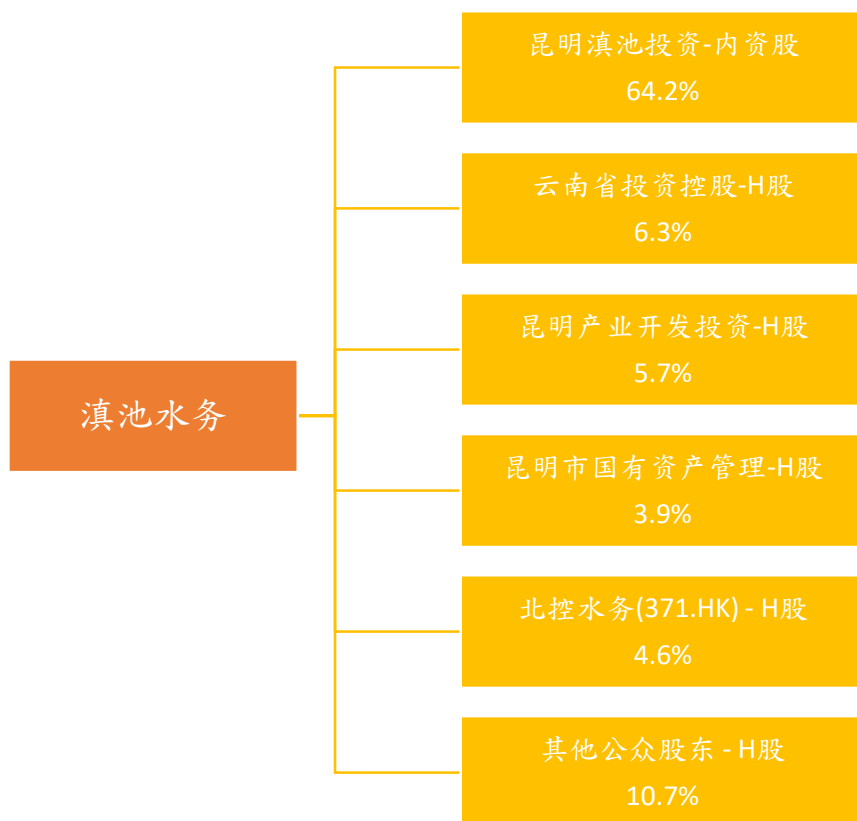 昆明滇池投资-内资股
64.2%
云南省投资控股-H股
6.3%
昆明产业开发投资-H股
5.7%
滇池水务
昆明市国有资产管理-H股
3.9%
北控水务(371.HK) - H股
4.6%
其他公众股东 - H股
10.7%